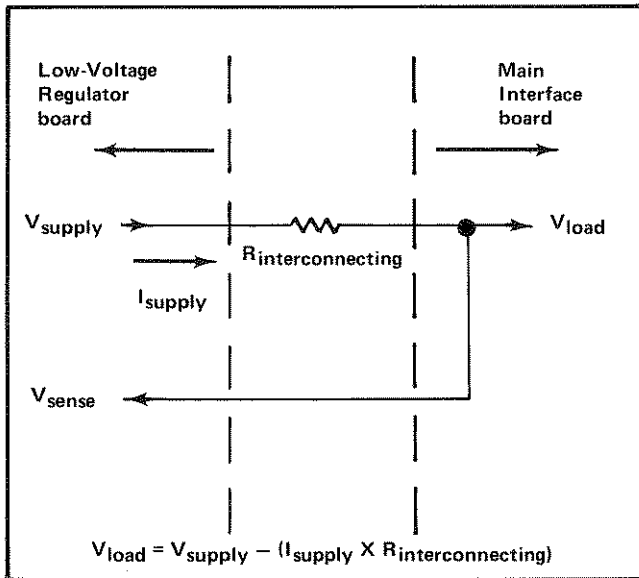 Low-Voltage
Regulator
board
Main
Interface
board
Vsupply
Rinterconnecting
Vload
Isupply
Vsense
Vload = Vsupply – (Isupply X Rinterconnecting)